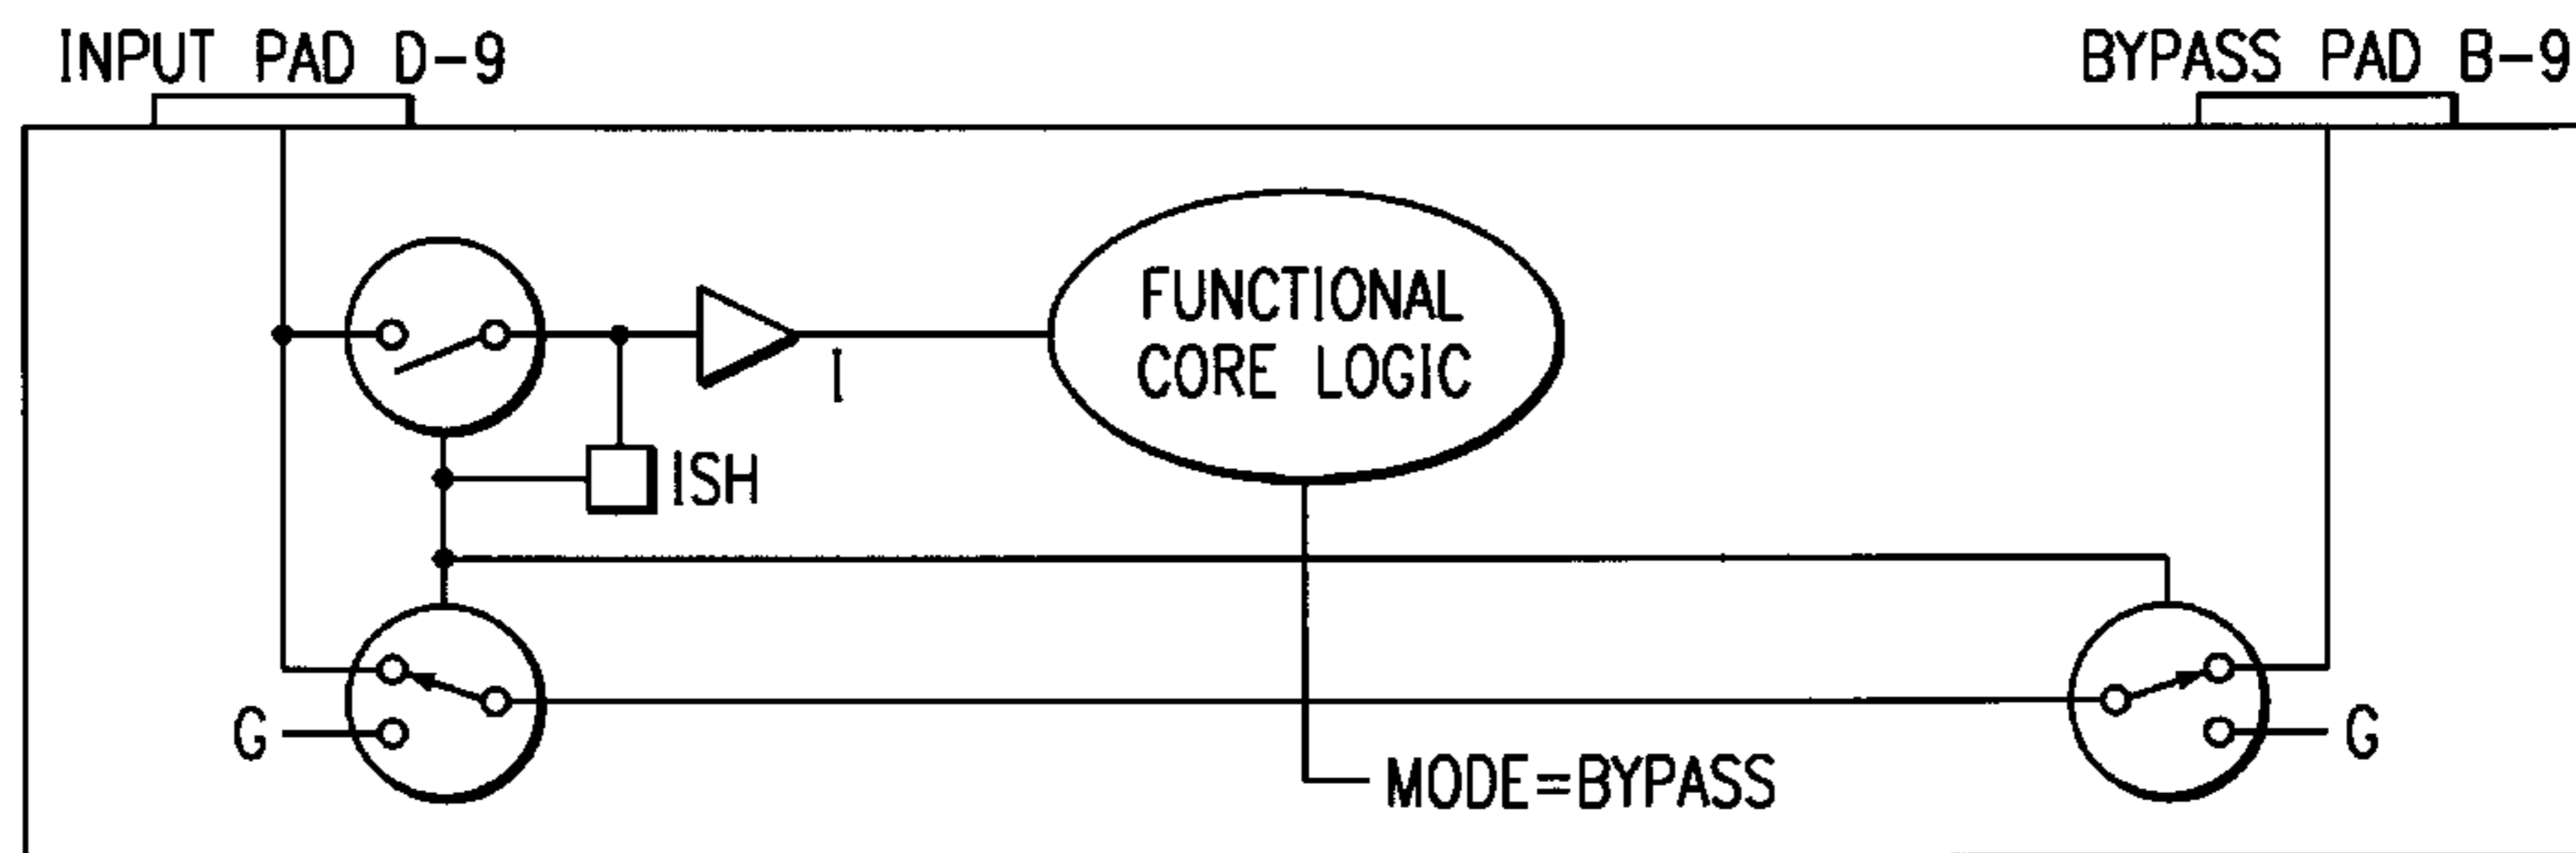 INPUT PAD D-9
BYPASS PAD B-9
FUNCTIONAL
CORE LOGIC
I
ISH
G
G
MODE=BYPASS